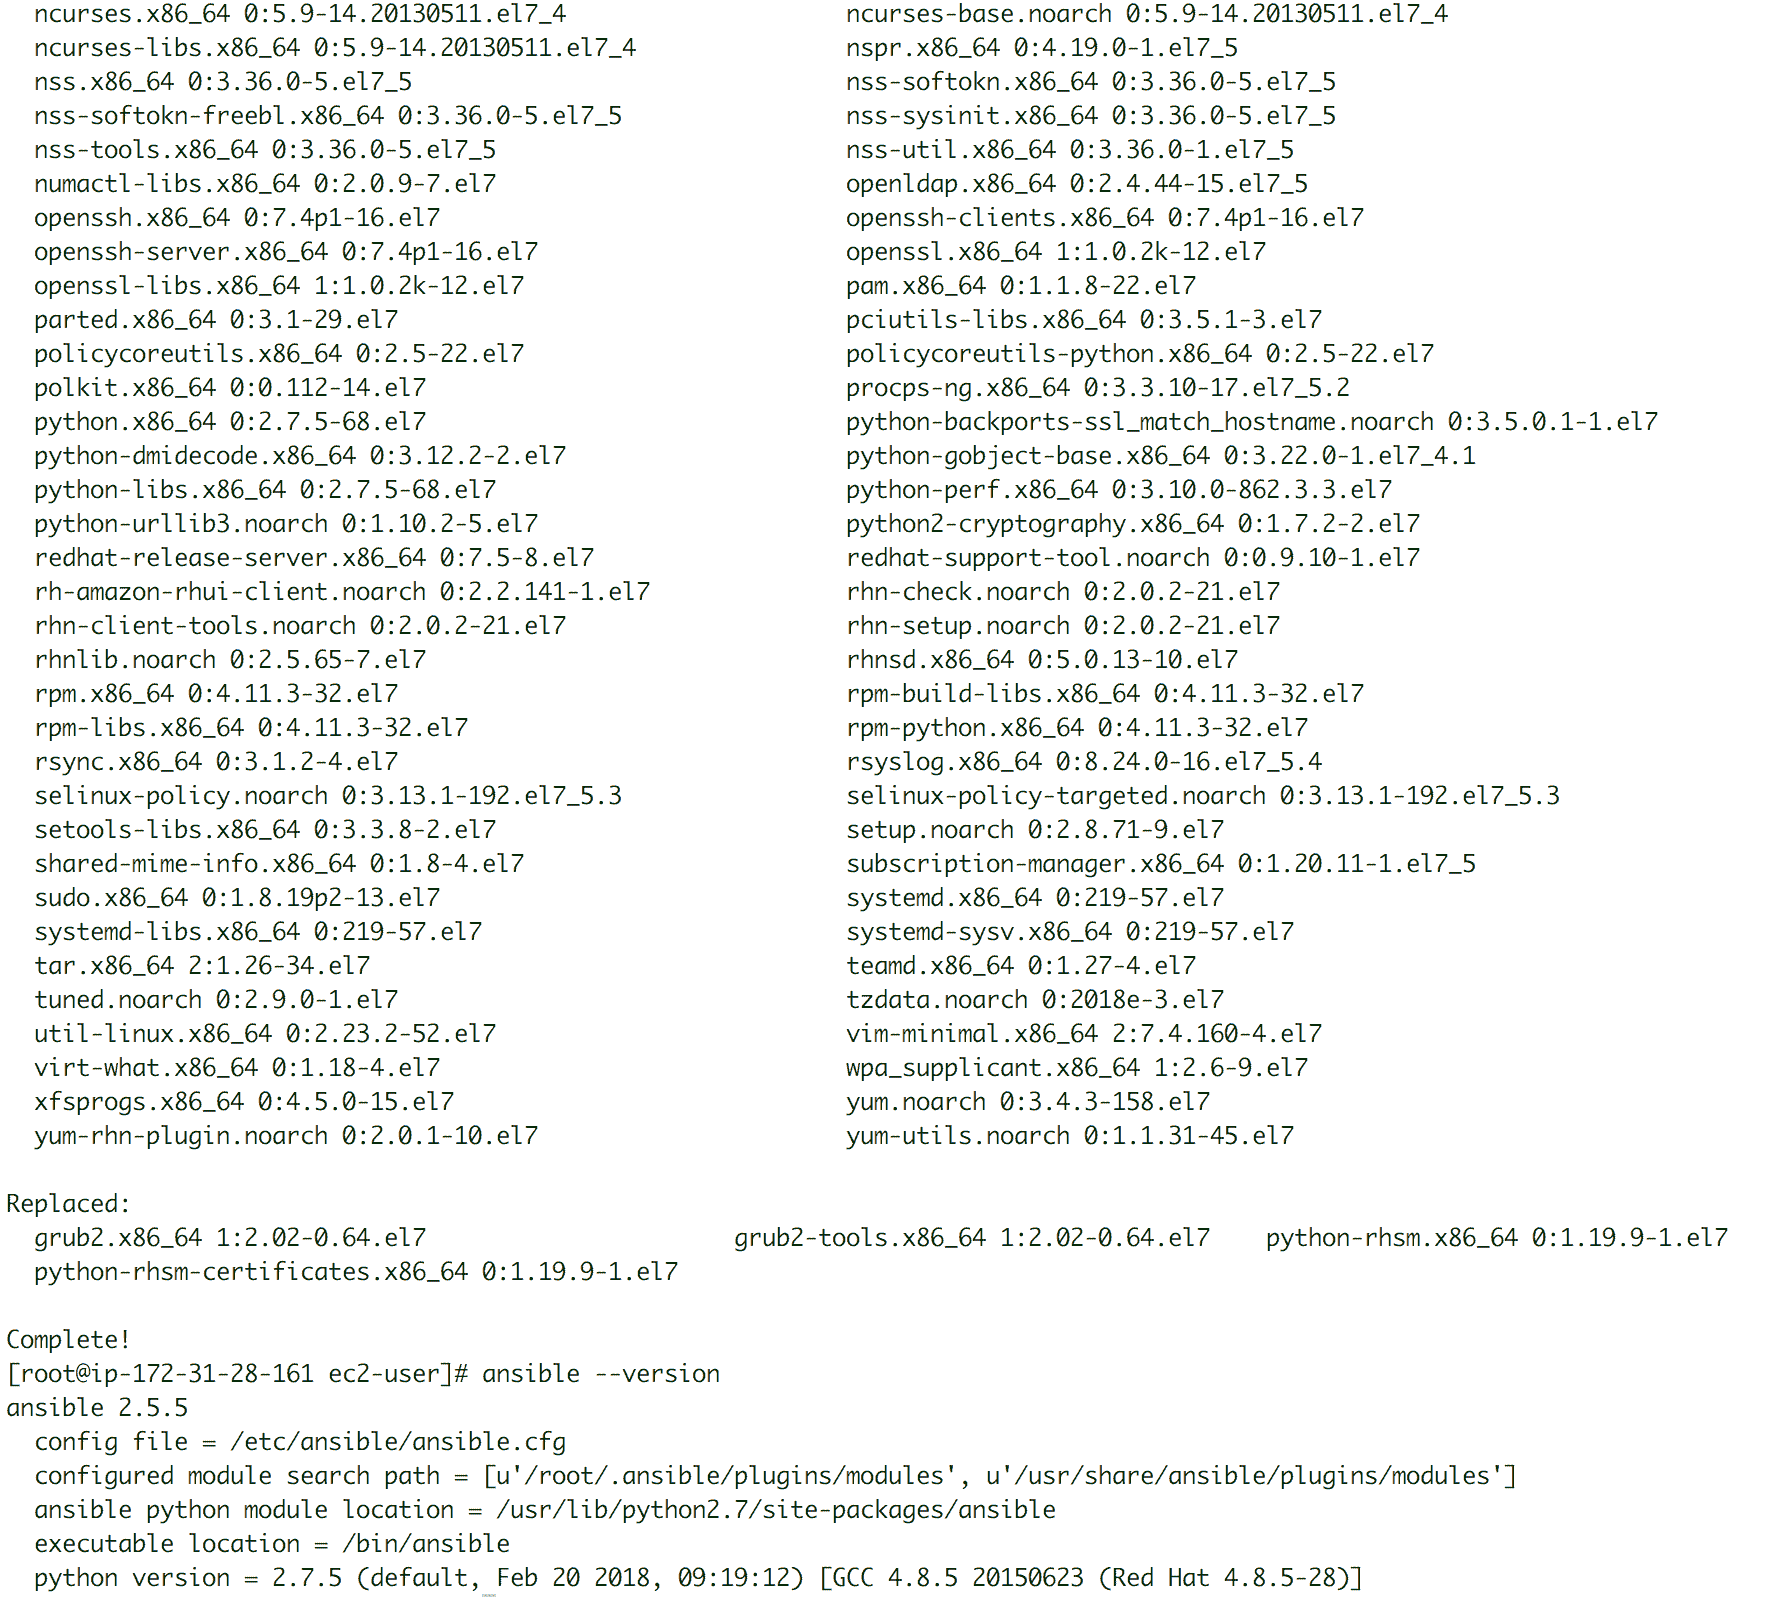 ncurses.x86_64 0:5.9-14.20130511.el7_4 ncurses-base.noarch 0:5.9-14.20130511.el7_4
ncurses-libs.x86_64 0:5.9-14.20130511.el7_4 nspr.x86_64 0:4.19.0-1.el7_5
nss.x86_64 0:3.36.0-5.el7_5 nss-softokn.x86_64 0:3.36.0-5.el7_5
nss-softokn-freebl.x86_64 0:3.36.0-5.el7_5 nss-sysinit.x86_64 0:3.36.0-5.el7_5
nss-tools.x86_64 0:3.36.0-5.el7_5 nss-util.x86_64 0:3.36.0-1.el7_5
numactl-libs.x86_64 0:2.0.9-7.el7 openldap.x86_64 0:2.4.44-15.el7_5
openssh.x86_64 0:7.4p1-16.el7 openssh-clients.x86_64 0:7.4p1-16.el7
openssh-server.x86_64 0:7.4p1-16.el7 openssl.x86_64 1:1.0.2k-12.el7
openssl-libs.x86_64 1:1.0.2k-12.el7 pam.x86_64 0:1.1.8-22.el7
parted.x86_64 0:3.1-29.el7 pciutils-libs.x86_64 0:3.5.1-3.el7
policycoreutils.x86_64 0:2.5-22.el7 policycoreutils-python.x86_64 0:2.5-22.el7
polkit.x86_64 0:0.112-14.el7 procps-ng.x86_64 0:3.3.10-17.el7_5.2
python.x86_64 0:2.7.5-68.el7 python-backports-ssl_match_hostname.noarch 0:3.5.0.1-1.el7
python-dmidecode.x86_64 0:3.12.2-2.el7 python-gobject-base.x86_64 0:3.22.0-1.el7_4.1
python-libs.x86_64 0:2.7.5-68.el7 python-perf.x86_64 0:3.10.0-862.3.3.el7
python-urllib3.noarch 0:1.10.2-5.el7 python2-cryptography.x86_64 0:1.7.2-2.el7
redhat-release-server.x86_64 0:7.5-8.el7 redhat-support-tool.noarch 0:0.9.10-1.el7
rh-amazon-rhui-client.noarch 0:2.2.141-1.el7 rhn-check.noarch 0:2.0.2-21.el7
rhn-client-tools.noarch 0:2.0.2-21.el7 rhn-setup.noarch 0:2.0.2-21.el7
rhnlib.noarch 0:2.5.65-7.el7 rhnsd.x86_64 0:5.0.13-10.el7
rpm.x86_64 0:4.11.3-32.el7 rpm-build-libs.x86_64 0:4.11.3-32.el7
rpm-libs.x86_64 0:4.11.3-32.el7 rpm-python.x86_64 0:4.11.3-32.el7
rsync.x86_64 0:3.1.2-4.el7 rsyslog.x86_64 0:8.24.0-16.el7_5.4
selinux-policy.noarch 0:3.13.1-192.el7_5.3 selinux-policy-targeted.noarch 0:3.13.1-192.el7_5.3
setools-libs.x86_64 0:3.3.8-2.el7 setup.noarch 0:2.8.71-9.el7
shared-mime-info.x86_64 0:1.8-4.el7 subscription-manager.x86_64 0:1.20.11-1.el7_5
sudo.x86_64 0:1.8.19p2-13.el7 systemd.x86_64 0:219-57.el7
systemd-libs.x86_64 0:219-57.el7 systemd-sysv.x86_64 0:219-57.el7
tar.x86_64 2:1.26-34.el7 teamd.x86_64 0:1.27-4.el7
tuned.noarch 0:2.9.0-1.el7 tzdata.noarch 0:2018e-3.el7
util-linux.x86_64 0:2.23.2-52.el7 vim-minimal.x86_64 2:7.4.160-4.el7
virt-what.x86_64 0:1.18-4.el7 wpa_supplicant.x86_64 1:2.6-9.el7
xfsprogs.x86_64 0:4.5.0-15.el7 yum.noarch 0:3.4.3-158.el7
yum-rhn-plugin.noarch 0:2.0.1-10.el7 yum-utils.noarch 0:1.1.31-45.el7
Replaced:
grub2.x86_64 1:2.02-0.64.el7 grub2-tools.x86_64 1:2.02-0.64.el7 python-rhsm.x86_64 0:1.19.9-1.el7
python-rhsm-certificates.x86_64 0:1.19.9-1.el7
Complete!
[root@ip-172-31-28-161 ec2-user]# ansible --version
ansible 2.5.5
config file = /etc/ansible/ansible.cfg
configured module search path = [u'/root/.ansible/plugins/modules', u'/usr/share/ansible/plugins/modules']
ansible python module location = /usr/lib/python2.7/site-packages/ansible
executable location = /bin/ansible
python version = 2.7.5 (default, Feb 20 2018, 09:19:12) [GCC 4.8.5 20150623 (Red Hat 4.8.5-28)]